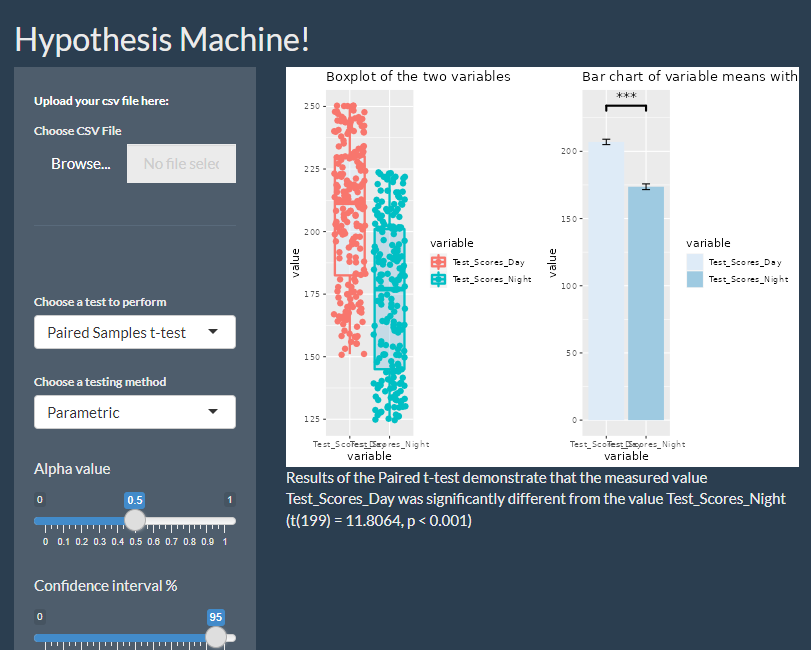 Hypothesis Machine!
Upload your csv file here:
Choose CSV File
Browse...
No file selec
Choose a test to perform
Paired Samples t-test
Choose a testing method
Parametric
Alpha value
0 0.5 1
0 0.1 0.2 0.3 0.4 0.5 0.6 0.7 0.8 0.9 1
Confidence interval %
0 95
Boxplot of the two variables
250
225
200
175
150
125
value
variable
Test_Scores_Day
Test_Scores_Night
variable
Bar chart of variable means with
***
200
150
100
50
0
value
variable
Test_Scores_Day
Test_Scores_Night
variable
Results of the Paired t-test demonstrate that the measured value
Test_Scores_Day was significantly different from the value Test_Scores_Night
(t(199) = 11.8064, p < 0.001)